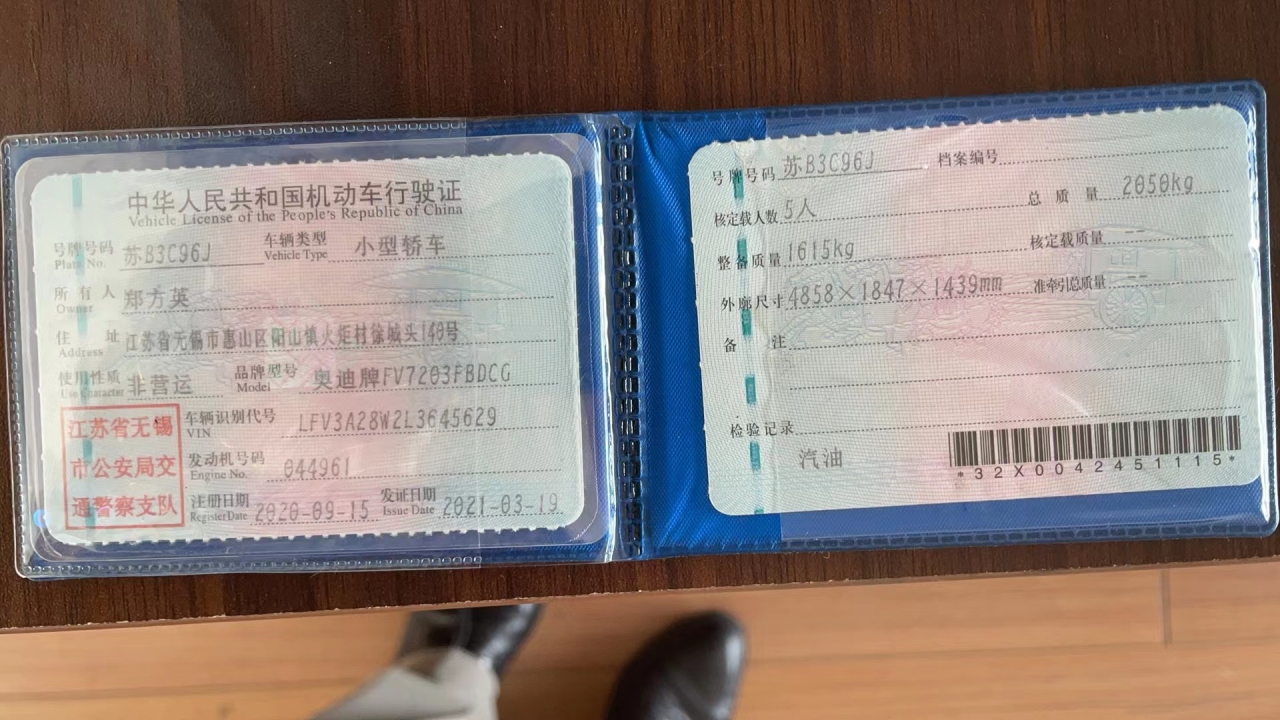 中华人民共和国机动车行驶证
Vehicle License of the People's Republic of China
号牌号码 苏B3C96J 车辆类型 小型轿车
Plate No. Vehicle Type
所有人 郑方英
Owner
住址 江苏省无锡市惠山区阳山镇火炬村徐城头140号
Address
使用性质 非营运 品牌型号 奥迪牌FV7203FBDCG
Use Character Model
江苏省无锡
市公安局交
通警察支队
车辆识别代号 LFV3A28W2L3645629
VIN
发动机号码 044961
Engine No.
注册日期 2020-09-15 发证日期 2021-03-19
Register Date Issue Date
号牌号码 苏B3C96J 档案编号
核定载人数 5人 总质量 2050kg
整备质量 1615kg 核定载质量 --
外廓尺寸 4858×1847×1439mm 准牵引总质量 --
备注
检验记录
汽油
*32X0042451115*